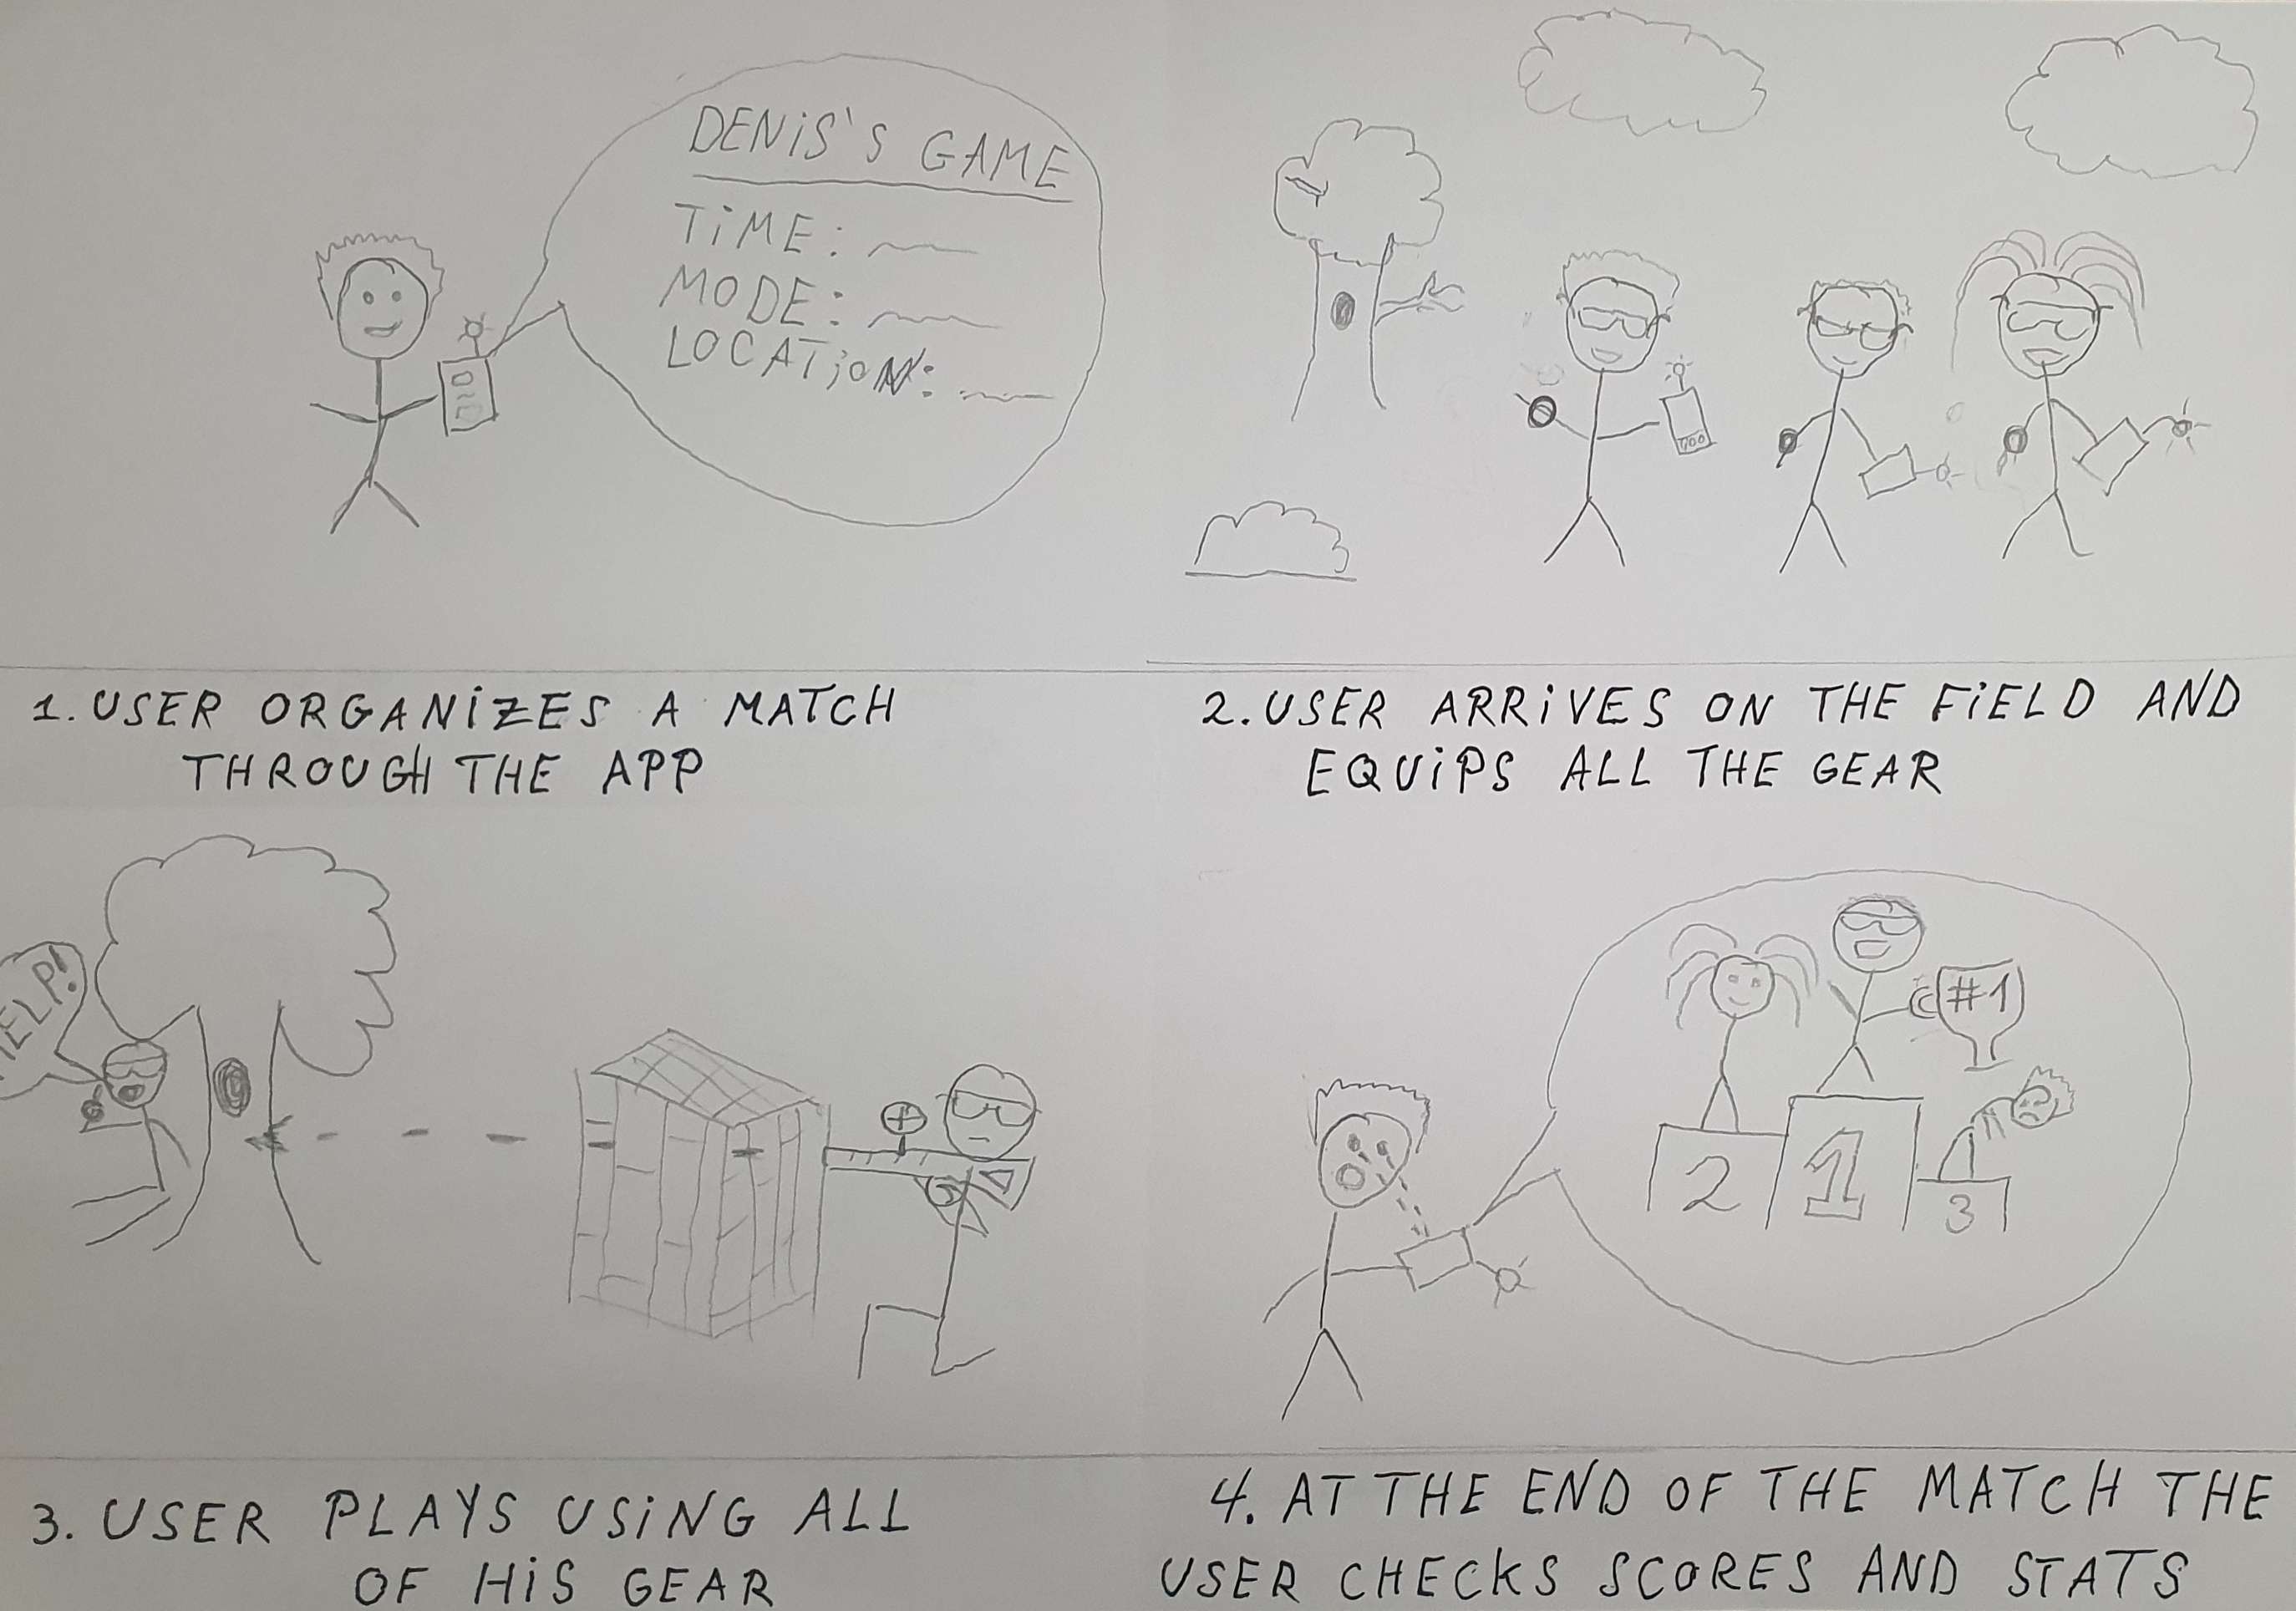 DENiS'S GAME
TiME:
MODE:
LOCATiON:
1. USER ORGANiZES A MATCH
THROUGH THE APP
2. USER ARRiVES ON THE FiELD AND
EQUiPS ALL THE GEAR
ELP!
#1
2
1
3
3. USER PLAYS USiNG ALL
OF HiS GEAR
4. AT THE END OF THE MATCH THE
USER CHECKS SCORES AND STATS